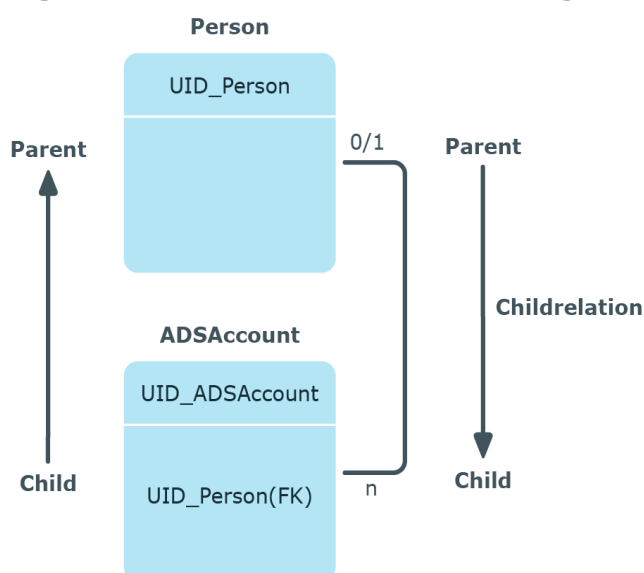 Person
UID_Person
0/1
Parent
Parent
Childrelation
ADSAccount
UID_ADSAccount
Child
UID_Person(FK)
n
Child